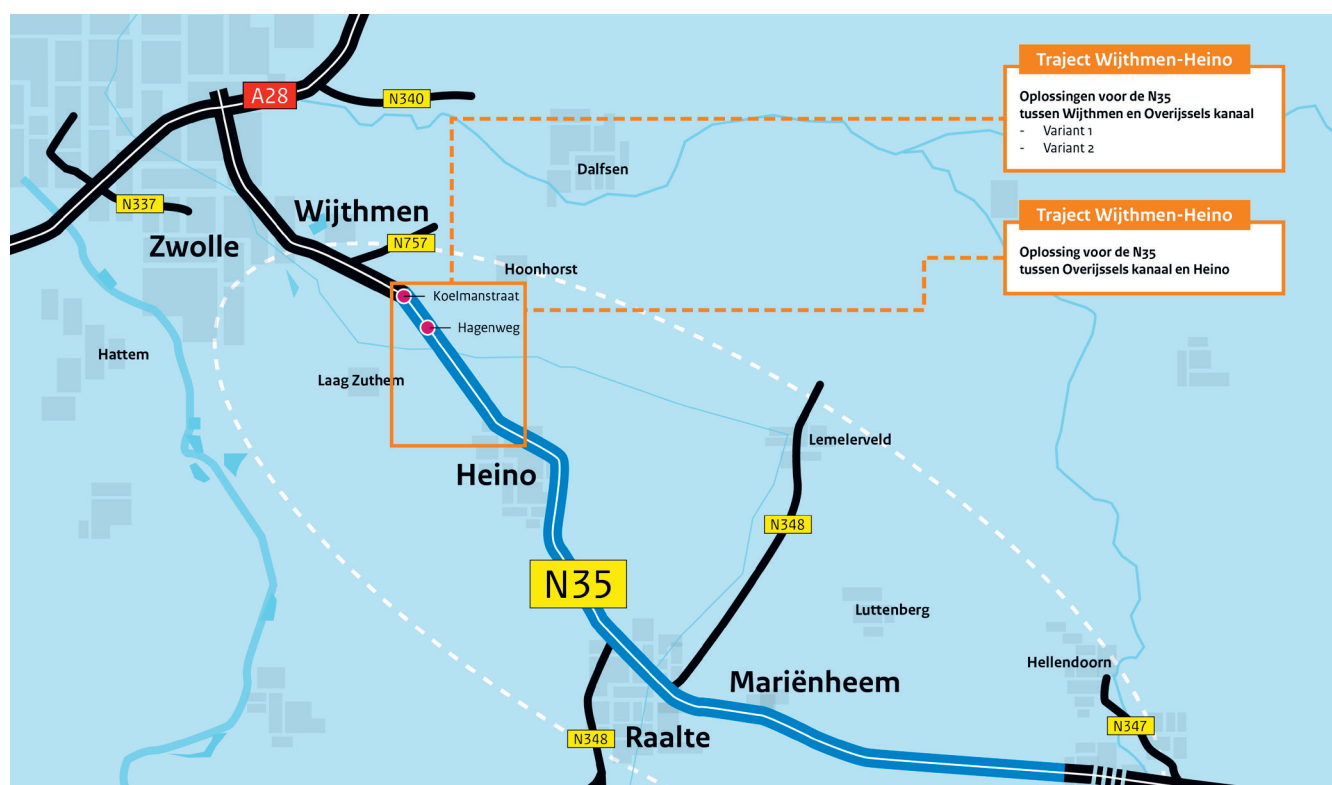 Traject Wijthmen-Heino
Oplossingen voor de N35
tussen Wijthmen en Overijssels kanaal
- Variant 1
- Variant 2
A28
N340
Dalfsen
N337
Wijthmen
Zwolle
N757
Traject Wijthmen-Heino
Oplossing voor de N35
tussen Overijssels kanaal en Heino
Hoonhorst
Koelmanstraat
Hagenweg
Hattem
Laag Zuthem
Lemelerveld
Heino
N348
N35
Luttenberg
Hellendoorn
Mariënheem
N347
N348
Raalte